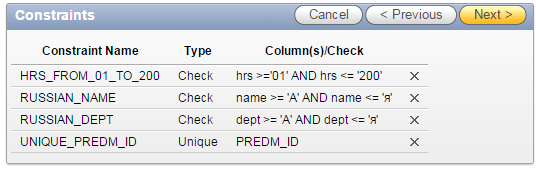 Constraints
Cancel
< Previous
Next >
Constraint Name Type Column(s)/Check
HRS_FROM_01_TO_200 Check hrs >='01' AND hrs <= '200'
RUSSIAN_NAME Check name >= 'А' AND name <= 'я'
RUSSIAN_DEPT Check dept >= 'А' AND dept <= 'я'
UNIQUE_PREDM_ID Unique PREDM_ID